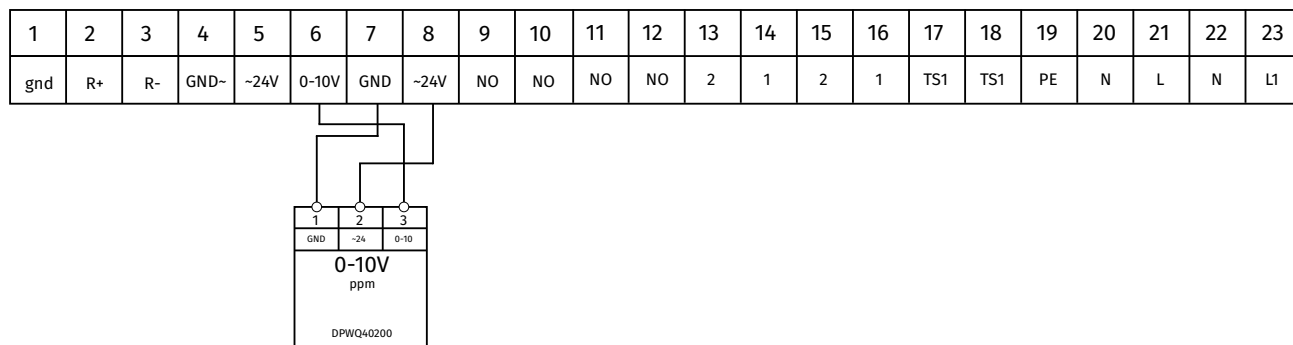 1 2 3 4 5 6 7 8 9 10 11 12 13 14 15 16 17 18 19 20 21 22 23
gnd R+ R- GND~ ~24V 0-10V GND ~24V NO NO NO NO 2 1 2 1 TS1 TS1 PE N L N L1
1 2 3
GND ~24 0-10
0-10V
ppm
DPWQ40200